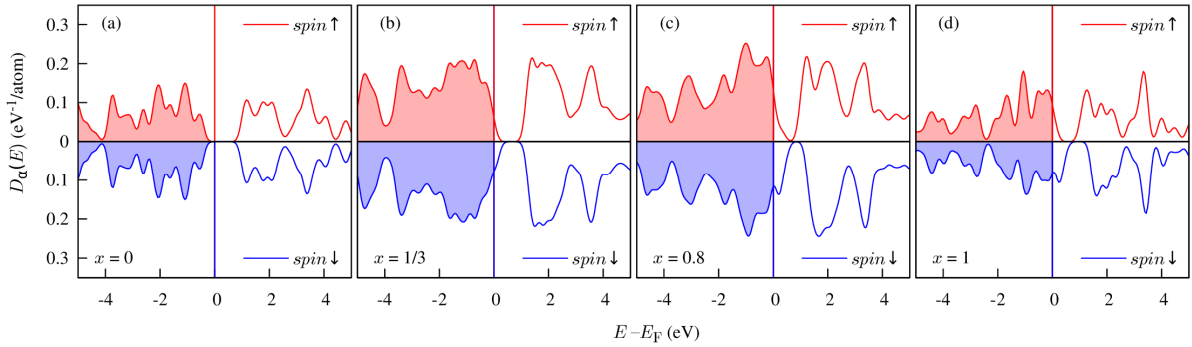 (a) spin↑ (b) spin↑ (c) spin↑ (d) spin↑
0.3
0.2
0.1
0
0.1
0.2
0.3
D𝛂(E) (eV⁻¹/atom)
x = 0 spin↓ x = 1/3 spin↓ x = 0.8 spin↓ x = 1 spin↓
-4 -2 0 2 4 -4 -2 0 2 4 -4 -2 0 2 4 -4 -2 0 2 4
E–E_F (eV)